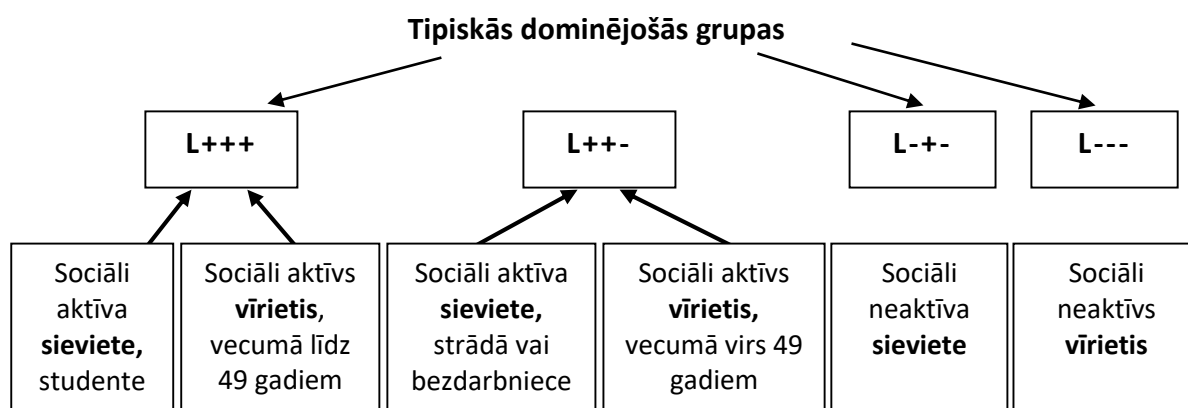 Tipiskās dominējošās grupas
L+++
L++-
L-+-
L---
Sociāli
aktīva
sieviete,
studente
Sociāli aktīvs
vīrietis,
vecumā līdz
49 gadiem
Sociāli aktīva
sieviete,
strādā vai
bezdarbniece
Sociāli aktīvs
vīrietis,
vecumā virs 49
gadiem
Sociāli
neaktīva
sieviete
Sociāli
neaktīvs
vīrietis